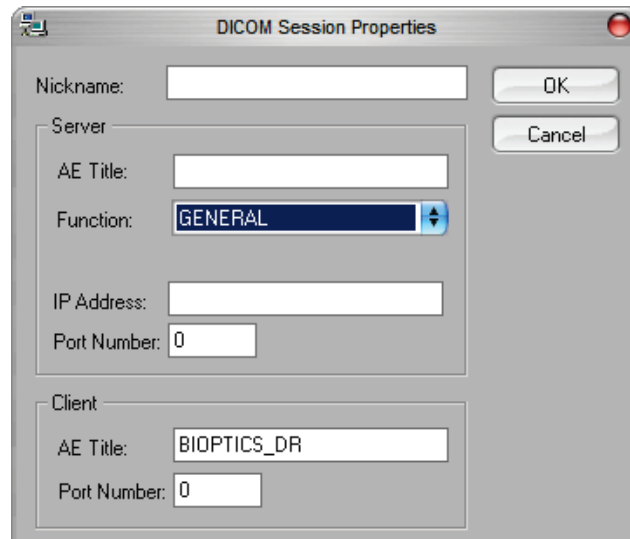 DICOM Session Properties
Nickname:
OK
Server
Cancel
AE Title:
Function: GENERAL
IP Address:
Port Number: 0
Client
AE Title: BIOPTICS_DR
Port Number: 0